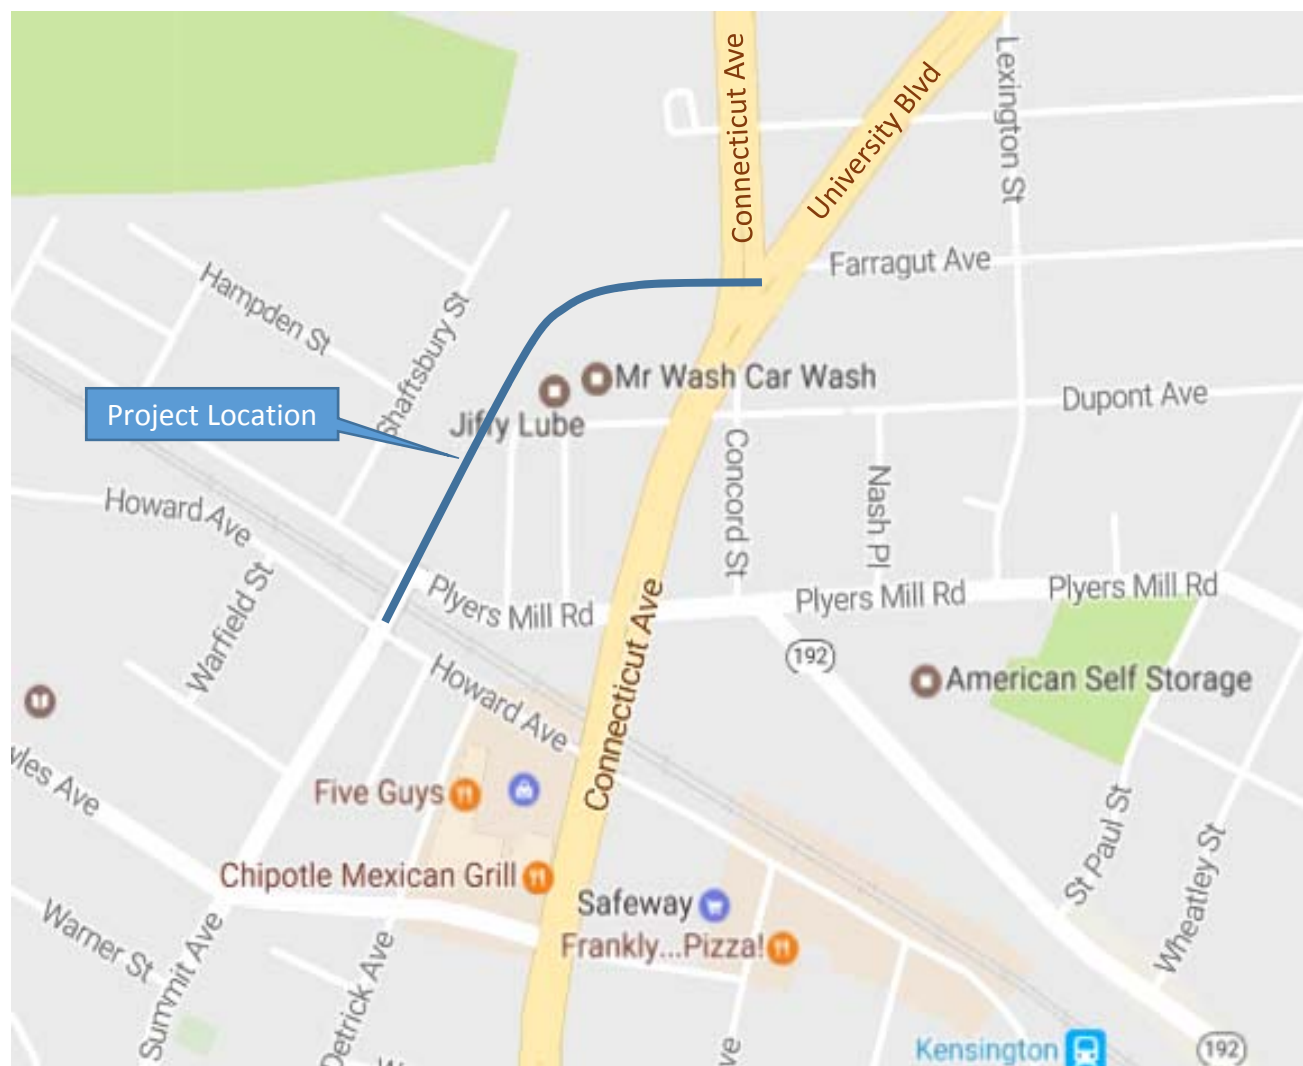 Connecticut Ave
University Blvd
Lexington St
Farragut Ave
Hampden St
Shaftsbury St
Mr Wash Car Wash
Jiffy Lube
Project Location
Dupont Ave
Concord St
Nash Pl
Howard Ave
Warfield St
Plyers Mill Rd
Plyers Mill Rd
Plyers Mill Rd
192
American Self Storage
Howard Ave
Connecticut Ave
Five Guys
Chipotle Mexican Grill
Safeway
Frankly...Pizza!
wles Ave
Warner St
Summit Ave
Detrick Ave
St Paul St
Wheatley St
Kensington
192